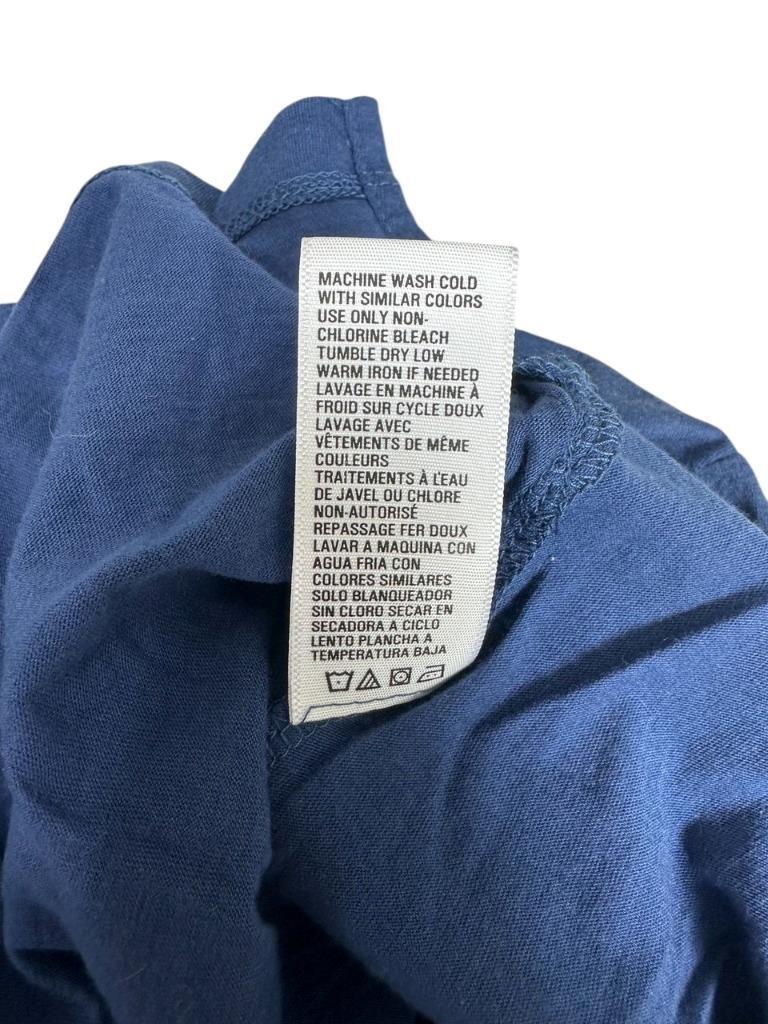 MACHINE WASH COLD
WITH SIMILAR COLORS
USE ONLY NON-
CHLORINE BLEACH
TUMBLE DRY LOW
WARM IRON IF NEEDED
LAVAGE EN MACHINE À
FROID SUR CYCLE DOUX
LAVAGE AVEC
VÊTEMENTS DE MÊME
COULEURS
TRAITEMENTS À L'EAU
DE JAVEL OU CHLORE
NON-AUTORISÉ
REPASSAGE FER DOUX
LAVAR A MAQUINA CON
AGUA FRIA CON
COLORES SIMILARES
SOLO BLANQUEADOR
SIN CLORO SECAR EN
SECADORA A CICLO
LENTO PLANCHA A
TEMPERATURA BAJA